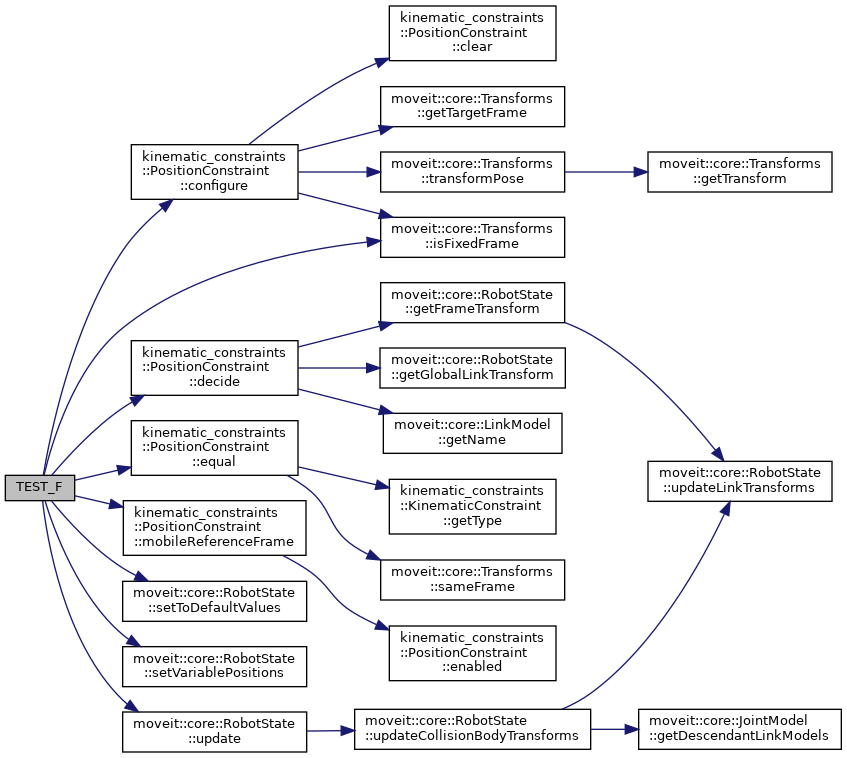 kinematic_constraints
::PositionConstraint
::clear
moveit::core::Transforms
::getTargetFrame
kinematic_constraints
::PositionConstraint
::configure
moveit::core::Transforms
::transformPose
moveit::core::Transforms
::getTransform
moveit::core::Transforms
::isFixedFrame
moveit::core::RobotState
::getFrameTransform
kinematic_constraints
::PositionConstraint
::decide
moveit::core::RobotState
::getGlobalLinkTransform
moveit::core::LinkModel
::getName
kinematic_constraints
::PositionConstraint
::equal
TEST_F
kinematic_constraints
::KinematicConstraint
::getType
moveit::core::RobotState
::updateLinkTransforms
kinematic_constraints
::PositionConstraint
::mobileReferenceFrame
moveit::core::Transforms
::sameFrame
moveit::core::RobotState
::setToDefaultValues
kinematic_constraints
::PositionConstraint
::enabled
moveit::core::RobotState
::setVariablePositions
moveit::core::RobotState
::update
moveit::core::RobotState
::updateCollisionBodyTransforms
moveit::core::JointModel
::getDescendantLinkModels